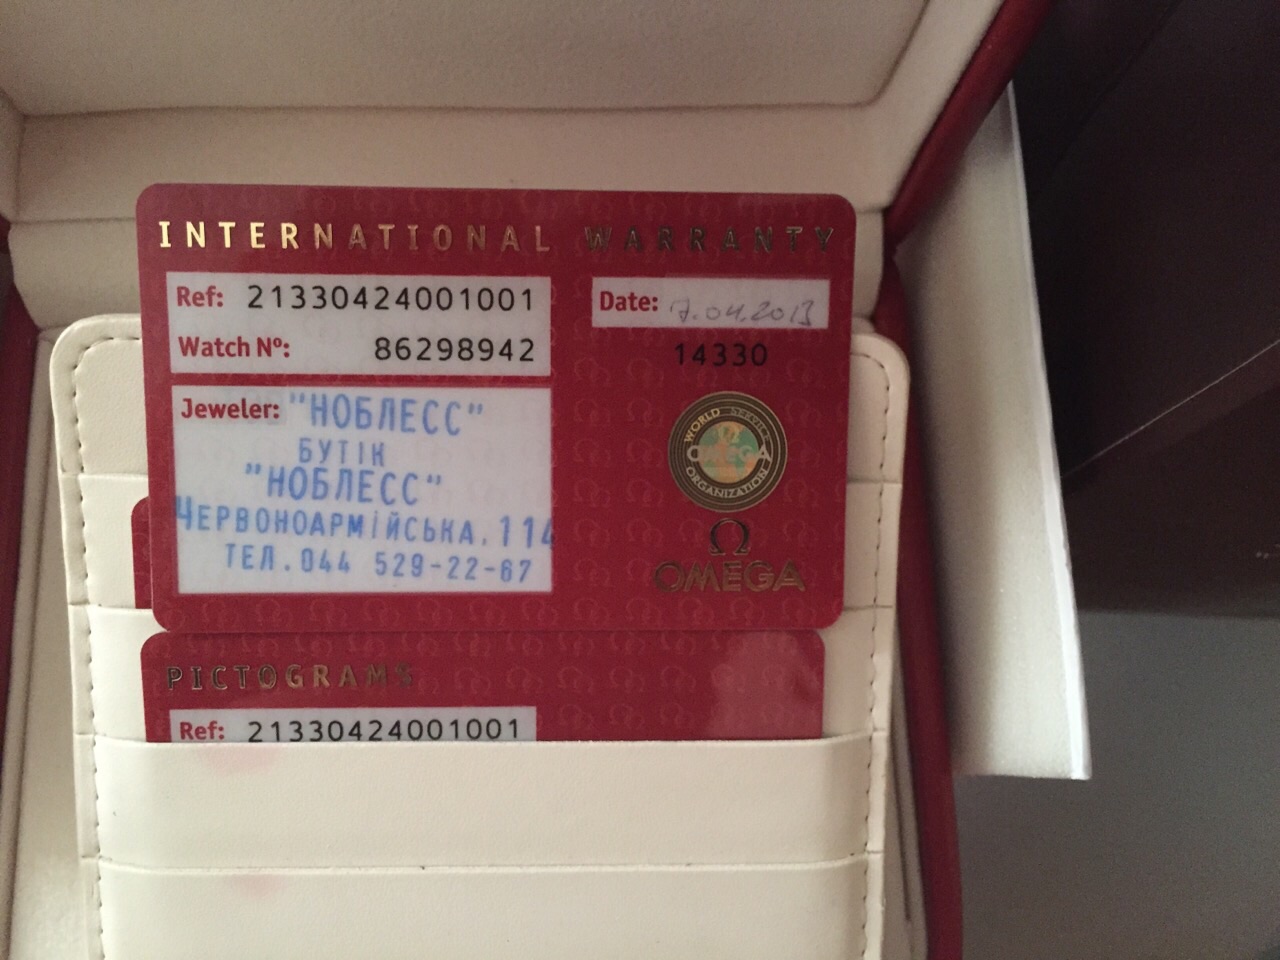 INTERNATIONAL WARRANTY
Ref: 21330424001001
Watch Nº: 86298942
Date: 7.04.2013
14330
Jeweler: "НОБЛЕСС"
БУТІК
"НОБЛЕСС"
ЧЕРВОНОАРМІЙСЬКА, 114
ТЕЛ. 044 529-22-67
WORLD SERVICE
OMEGA
ORGANIZATION
Ω
OMEGA
PICTOGRAMS
Ref: 21330424001001